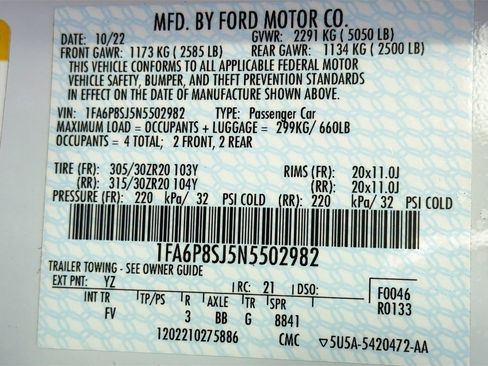 MFD. BY FORD MOTOR CO.
DATE: 10/22 GVWR: 2291 KG ( 5050 LB)
FRONT GAWR: 1173 KG ( 2585 LB) REAR GAWR: 1134 KG ( 2500 LB)
THIS VEHICLE CONFORMS TO ALL APPLICABLE FEDERAL MOTOR
VEHICLE SAFETY, BUMPER, AND THEFT PREVENTION STANDARDS
IN EFFECT ON THE DATE OF MANUFACTURE SHOWN ABOVE.
VIN: 1FA6P8SJ5N5502982 TYPE: Passenger Car
MAXIMUM LOAD = OCCUPANTS + LUGGAGE = 299KG/ 660LB
OCCUPANTS = 4 TOTAL; 2 FRONT, 2 REAR
TIRE (FR): 305/30ZR20 103Y RIMS (FR): 20x11.0J
(RR): 315/30ZR20 104Y (RR): 20x11.0J
PRESSURE (FR): 220 kPa/ 32 PSI COLD (RR): 220 kPa/ 32 PSI COLD
1FA6P8SJ5N5502982
TRAILER TOWING - SEE OWNER GUIDE
EXT PNT: YZ RC: 21 DSO: F0046
INT TR TP/PS R AXLE TR SPR R0133
FV 3 BB G 8841
1202210275886 CMC ▽5U5A-5420472-AA